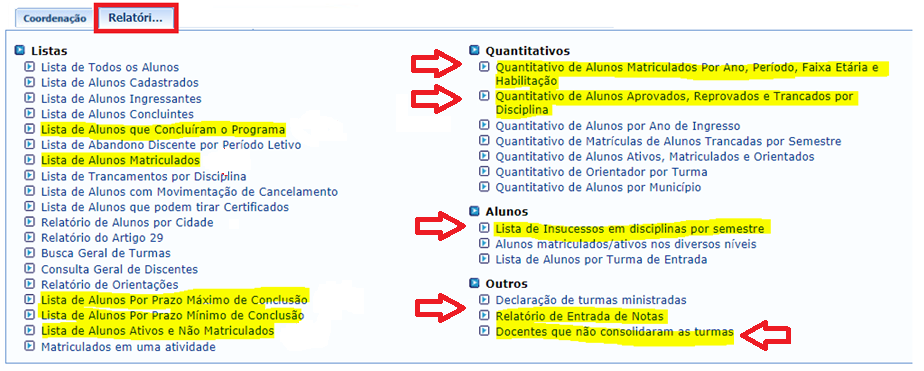 Coordenação
Relatóri...
Listas
Lista de Todos os Alunos
Lista de Alunos Cadastrados
Lista de Alunos Ingressantes
Lista de Alunos Concluintes
Lista de Alunos que Concluíram o Programa
Lista de Abandono Discente por Período Letivo
Lista de Alunos Matriculados
Lista de Trancamentos por Disciplina
Lista de Alunos com Movimentação de Cancelamento
Lista de Alunos que podem tirar Certificados
Relatório de Alunos por Cidade
Relatório do Artigo 29
Busca Geral de Turmas
Consulta Geral de Discentes
Relatório de Orientações
Lista de Alunos Por Prazo Máximo de Conclusão
Lista de Alunos Por Prazo Mínimo de Conclusão
Lista de Alunos Ativos e Não Matriculados
Matriculados em uma atividade
Quantitativos
Quantitativo de Alunos Matriculados Por Ano, Período, Faixa Etária e
Habilitação
Quantitativo de Alunos Aprovados, Reprovados e Trancados por
Disciplina
Quantitativo de Alunos por Ano de Ingresso
Quantitativo de Matrículas de Alunos Trancadas por Semestre
Quantitativo de Alunos Ativos, Matriculados e Orientados
Quantitativo de Orientador por Turma
Quantitativo de Alunos por Município
Alunos
Lista de Insucessos em disciplinas por semestre
Alunos matriculados/ativos nos diversos níveis
Lista de Alunos por Turma de Entrada
Outros
Declaração de turmas ministradas
Relatório de Entrada de Notas
Docentes que não consolidaram as turmas